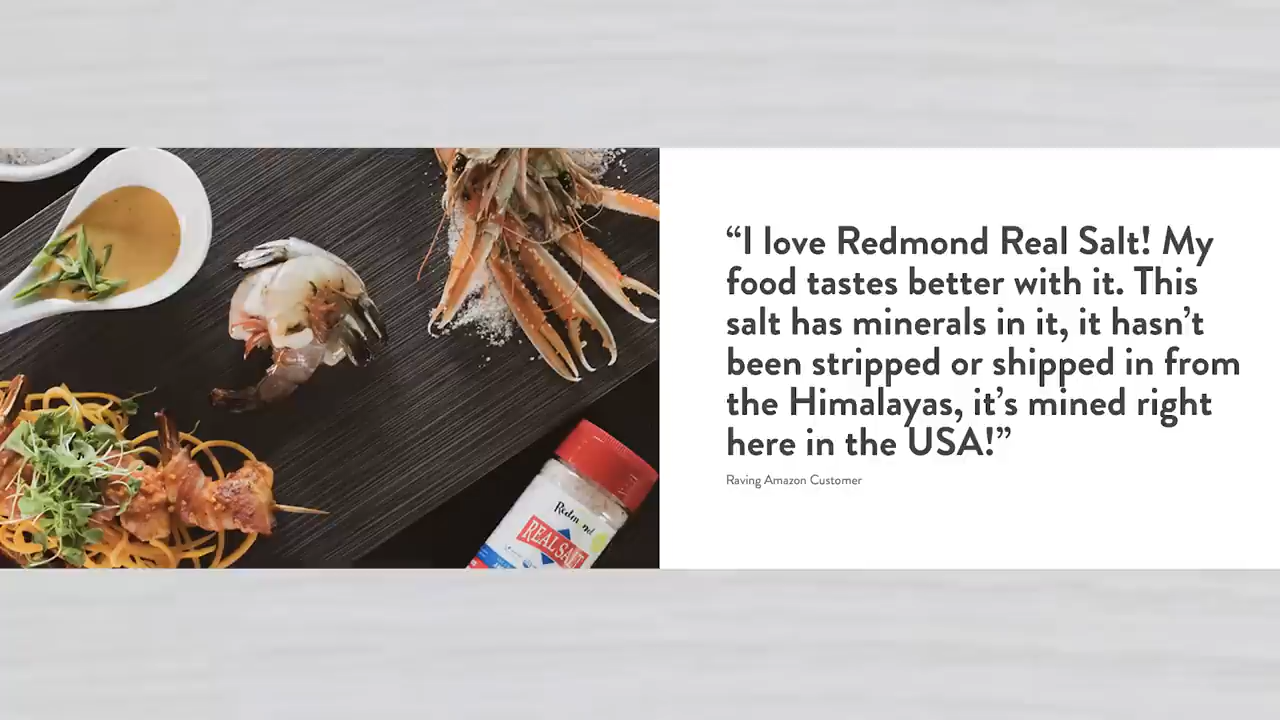 “I love Redmond Real Salt! My
food tastes better with it. This
salt has minerals in it, it hasn’t
been stripped or shipped in from
the Himalayas, it’s mined right
here in the USA!”
Raving Amazon Customer
Redmond
REAL SALT